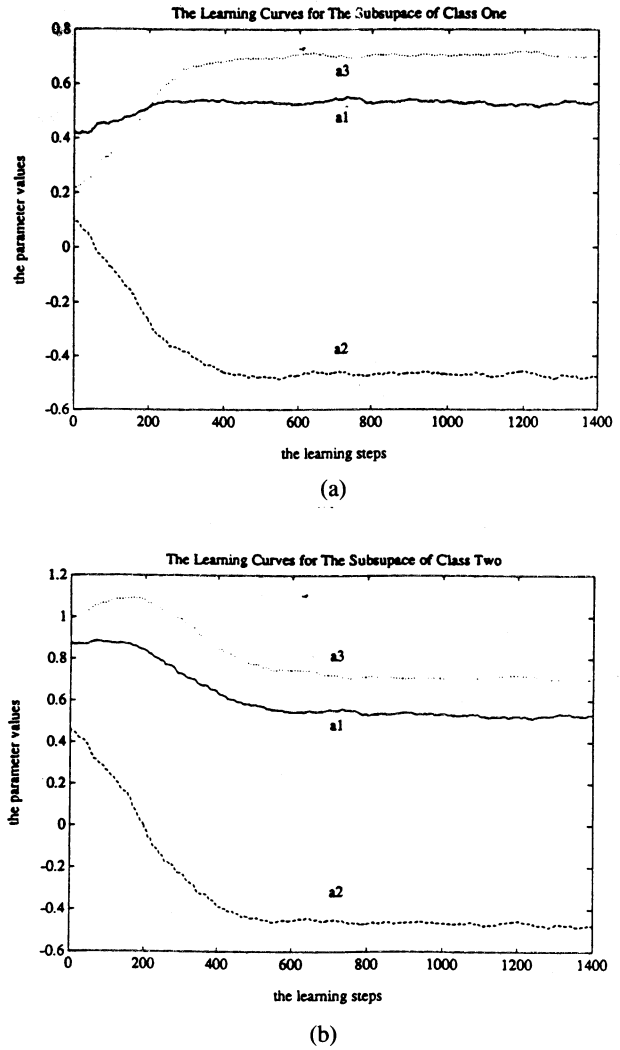 The Learning Curves for The Subsupace of Class One
0.8
0.6
0.4
0.2
0
-0.2
-0.4
-0.6
a3
a1
a2
0 200 400 600 800 1000 1200 1400
the parameter values
the learning steps
(a)
The Learning Curves for The Subsupace of Class Two
1.2
1
0.8
0.6
0.4
0.2
0
-0.2
-0.4
-0.6
a3
a1
a2
0 200 400 600 800 1000 1200 1400
the parameter values
the learning steps
(b)